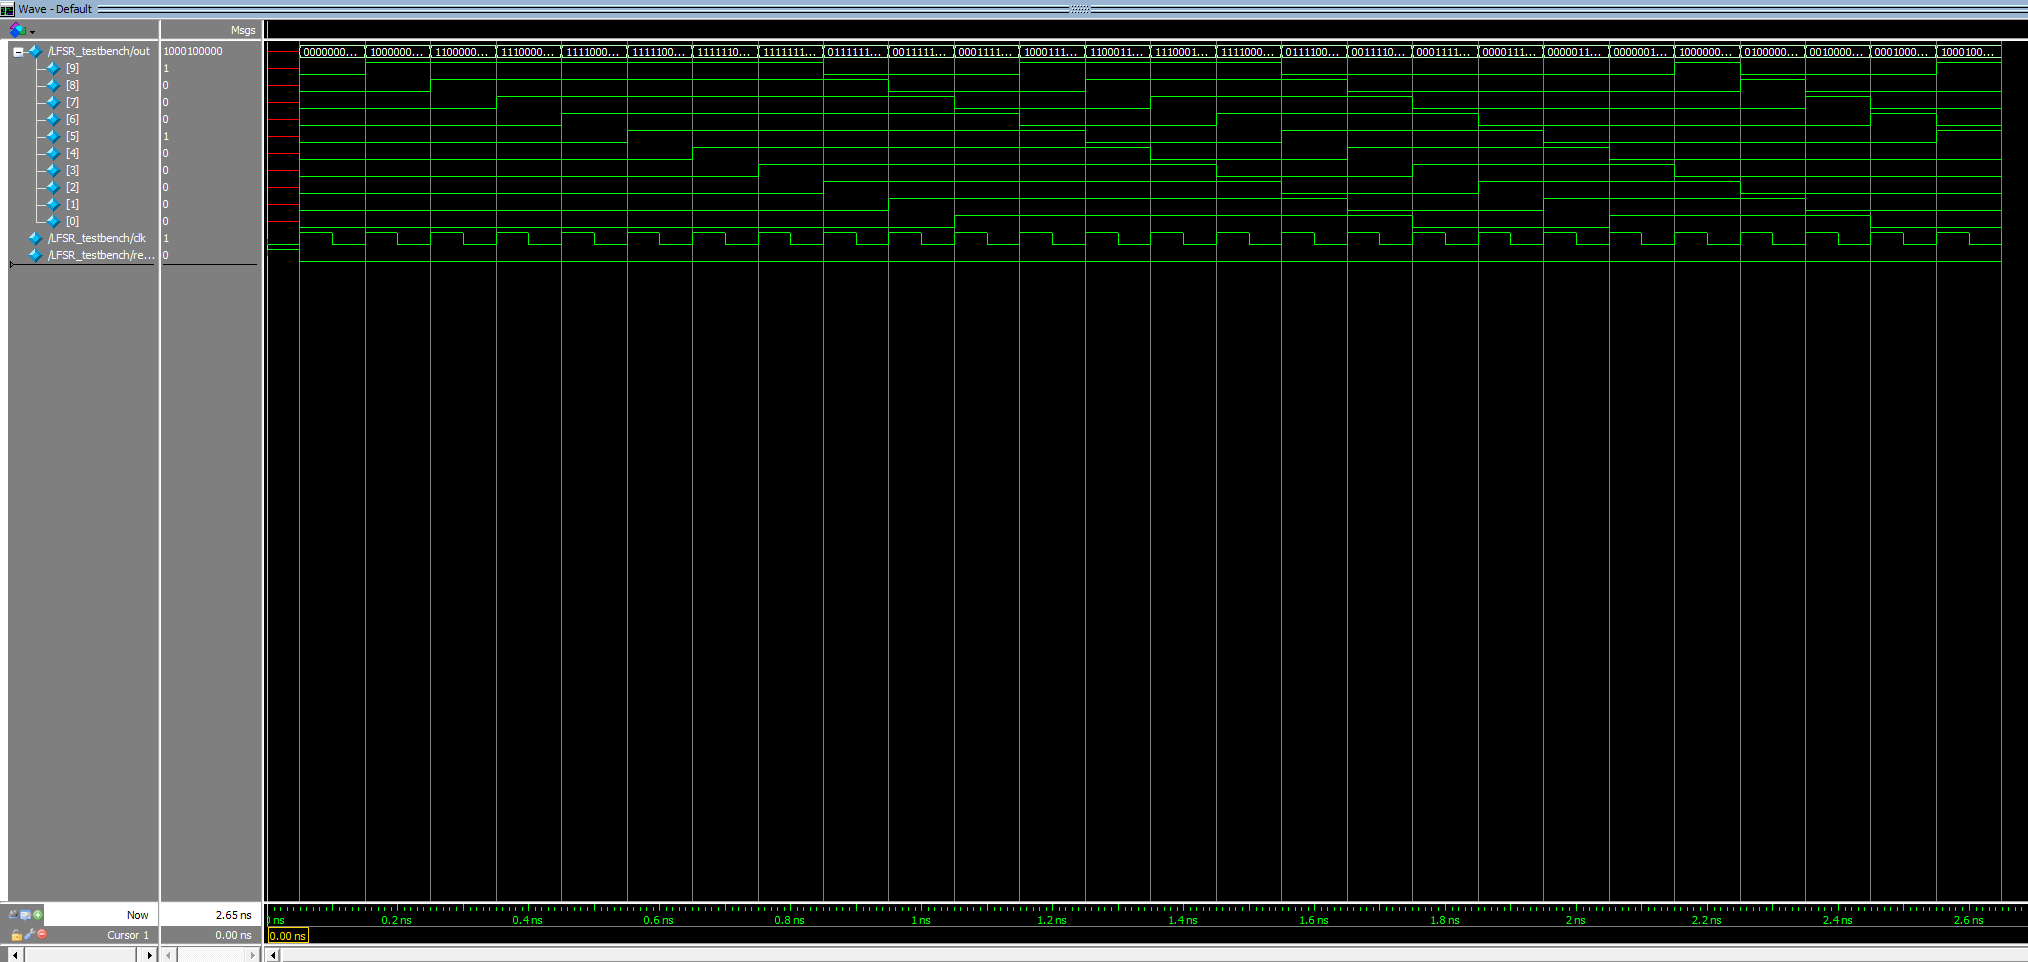 Wave - Default
Msgs
/LFSR_testbench/out 1000100000
0000000... 1000000... 1100000... 1110000... 1111000... 1111100... 1111110... 1111111... 0111111... 0011111... 0001111... 1000111... 1100011... 1110001... 1111000... 0111100... 0011110... 0001111... 0000111... 0000011... 0000001... 1000000... 0100000... 0010000... 0001000... 1000100...
[9] 1
[8] 0
[7] 0
[6] 0
[5] 1
[4] 0
[3] 0
[2] 0
[1] 0
[0] 0
/LFSR_testbench/clk 1
/LFSR_testbench/re... 0
Now 2.65 ns
ns 0.2 ns 0.4 ns 0.6 ns 0.8 ns 1 ns 1.2 ns 1.4 ns 1.6 ns 1.8 ns 2 ns 2.2 ns 2.4 ns 2.6 ns
Cursor 1 0.00 ns
0.00 ns